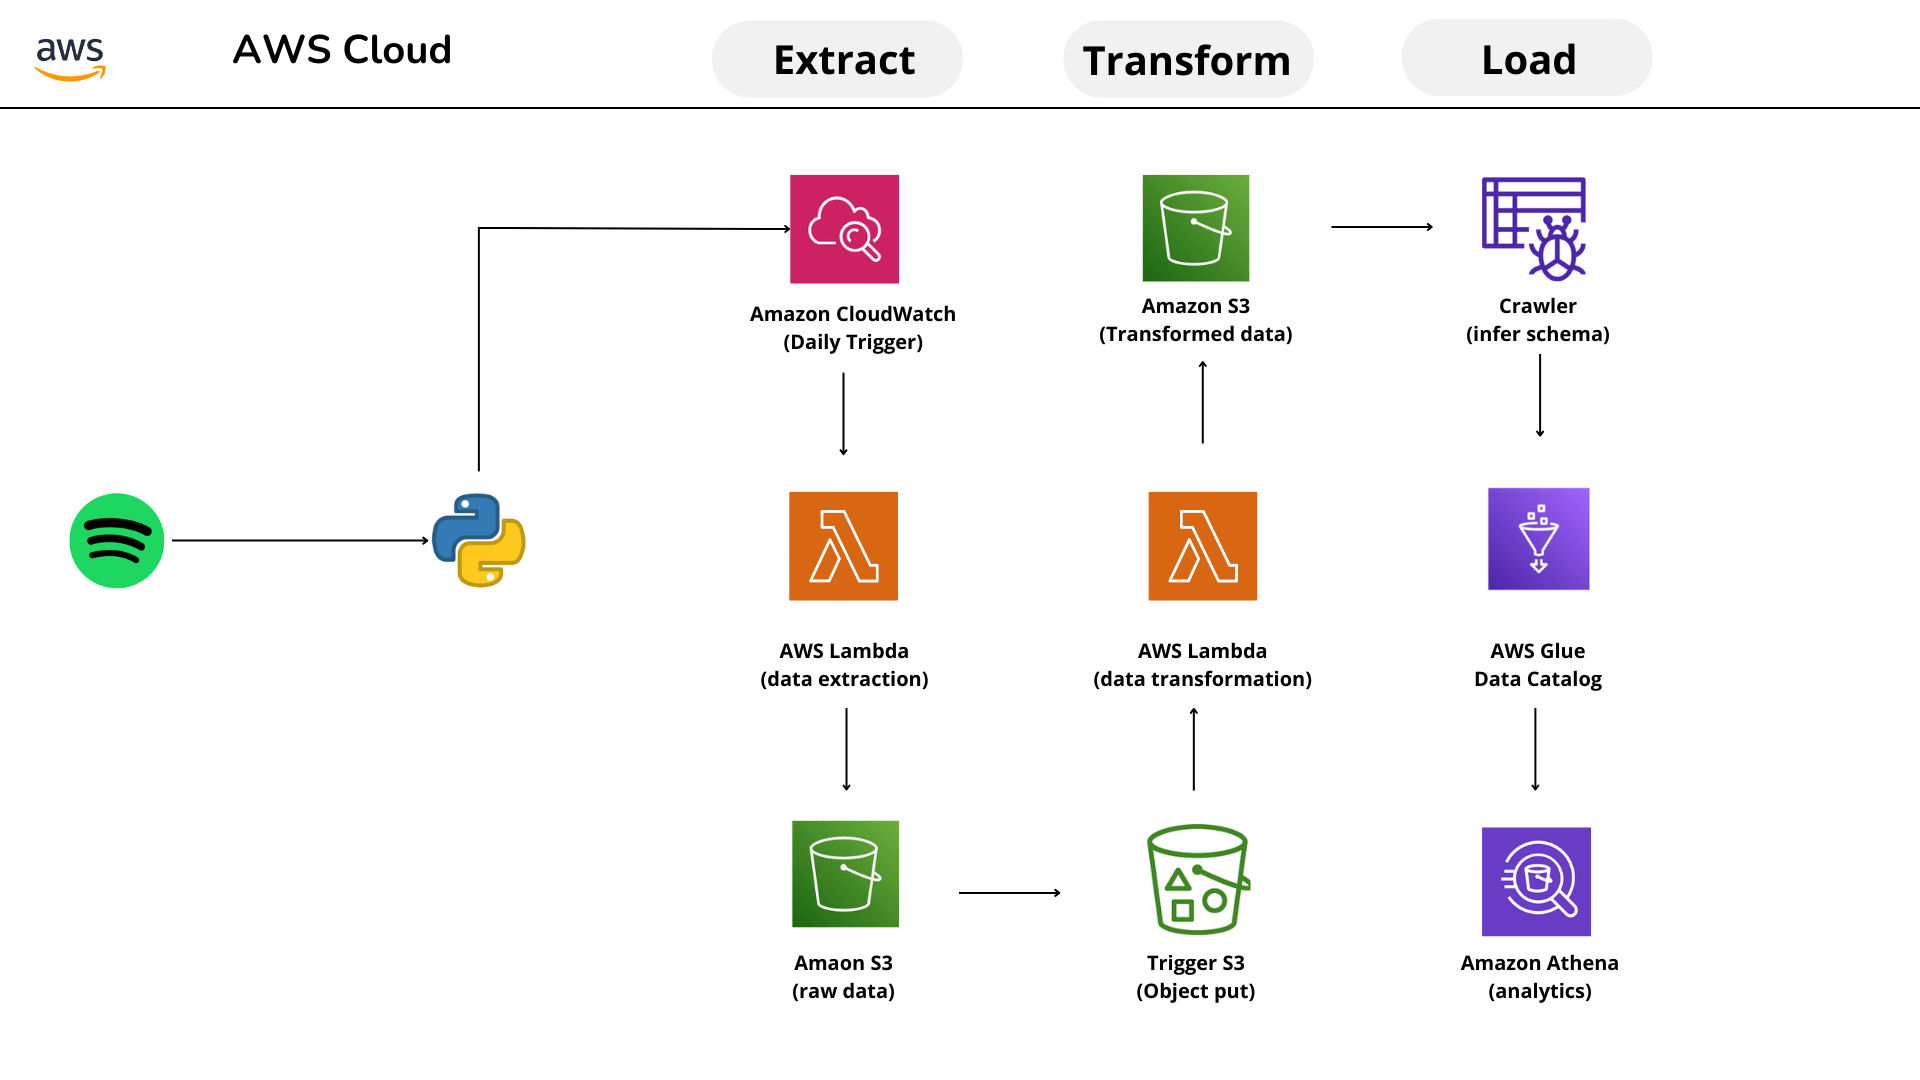 aws
AWS Cloud
Extract
Transform
Load
Amazon CloudWatch
(Daily Trigger)
Amazon S3
(Transformed data)
Crawler
(infer schema)
AWS Lambda
(data extraction)
AWS Lambda
(data transformation)
AWS Glue
Data Catalog
Amaon S3
(raw data)
Trigger S3
(Object put)
Amazon Athena
(analytics)